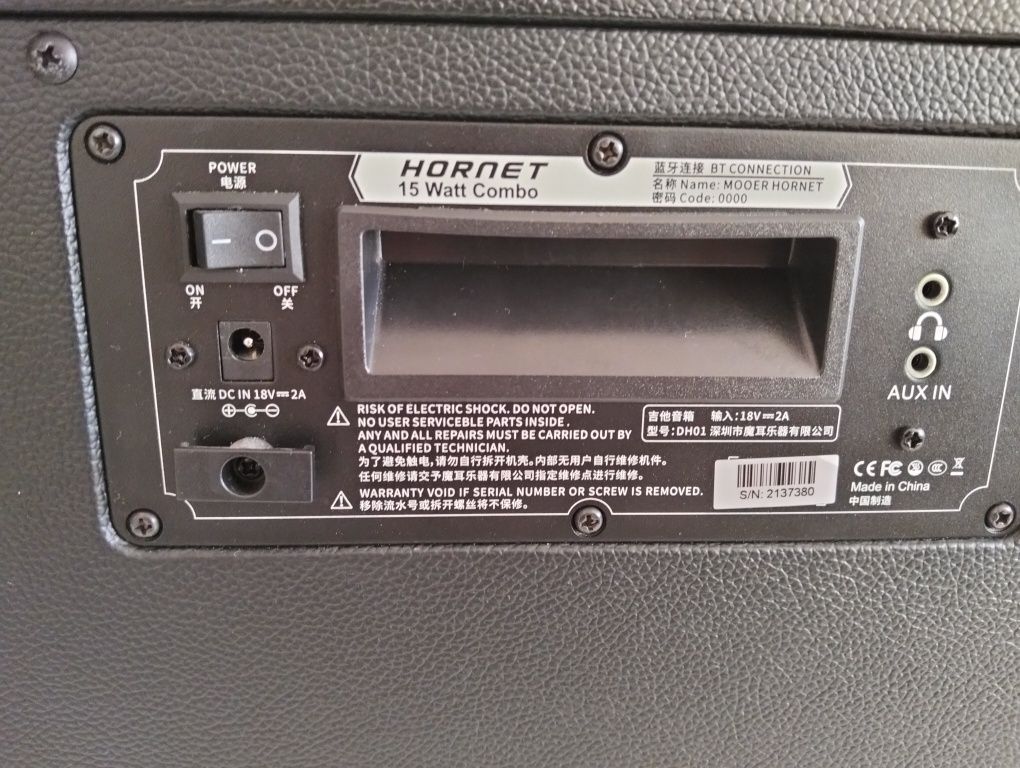 POWER
电源
ON
开
OFF
关
HORNET
15 Watt Combo
蓝牙连接 BT CONNECTION
名称 Name: MOOER HORNET
密码 Code: 0000
AUX IN
直流 DC IN 18V⎓2A
RISK OF ELECTRIC SHOCK. DO NOT OPEN.
NO USER SERVICEBLE PARTS INSIDE .
ANY AND ALL REPAIRS MUST BE CARRIED OUT BY
A QUALIFIED TECHNICIAN.
为了避免触电,请勿自行拆开机壳。内部无用户自行维修机件。
任何维修请交予魔耳乐器有限公司指定维修点进行维修。
WARRANTY VOID IF SERIAL NUMBER OR SCREW IS REMOVED.
移除流水号或拆开螺丝将不保修。
吉他音箱 输入:18V⎓2A
型号:DH01 深圳市魔耳乐器有限公司
S/N: 2137380
CE FC
Made in China
中国制造